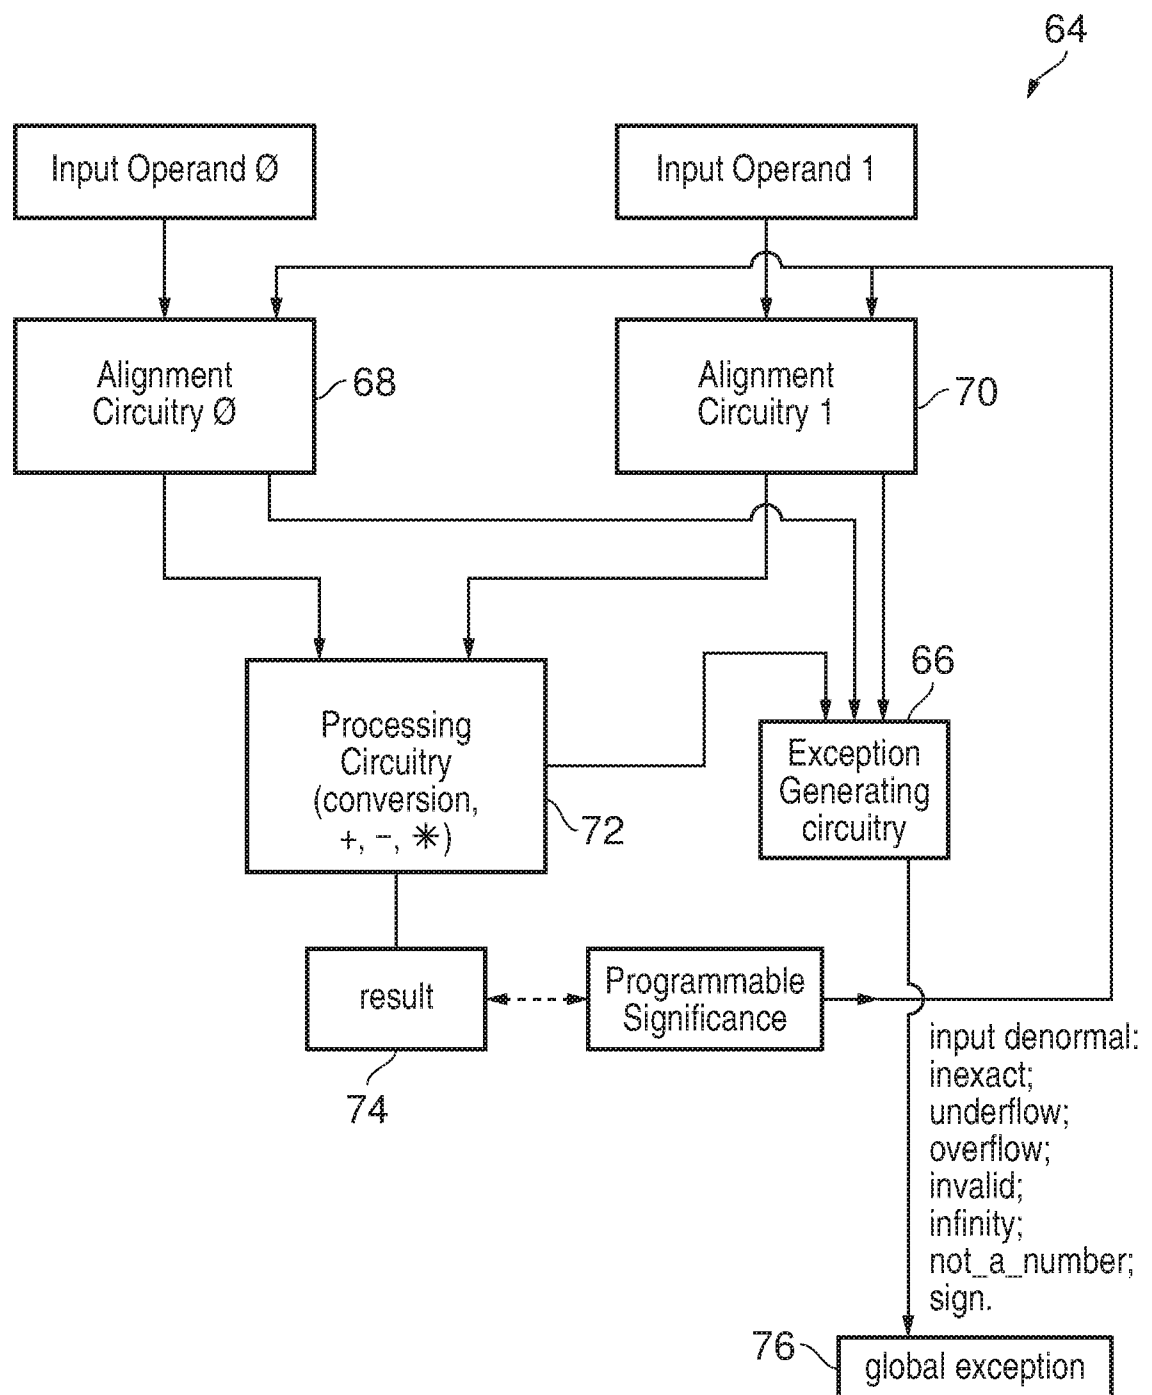 64
Input Operand Ø
Input Operand 1
Alignment
Circuitry Ø
68
Alignment
Circuitry 1
70
Processing
Circuitry
(conversion,
+, −, ✳)
72
66
Exception
Generating
circuitry
result
74
Programmable
Significance
input denormal:
inexact;
underflow;
overflow;
invalid;
infinity;
not_a_number;
sign.
76
global exception